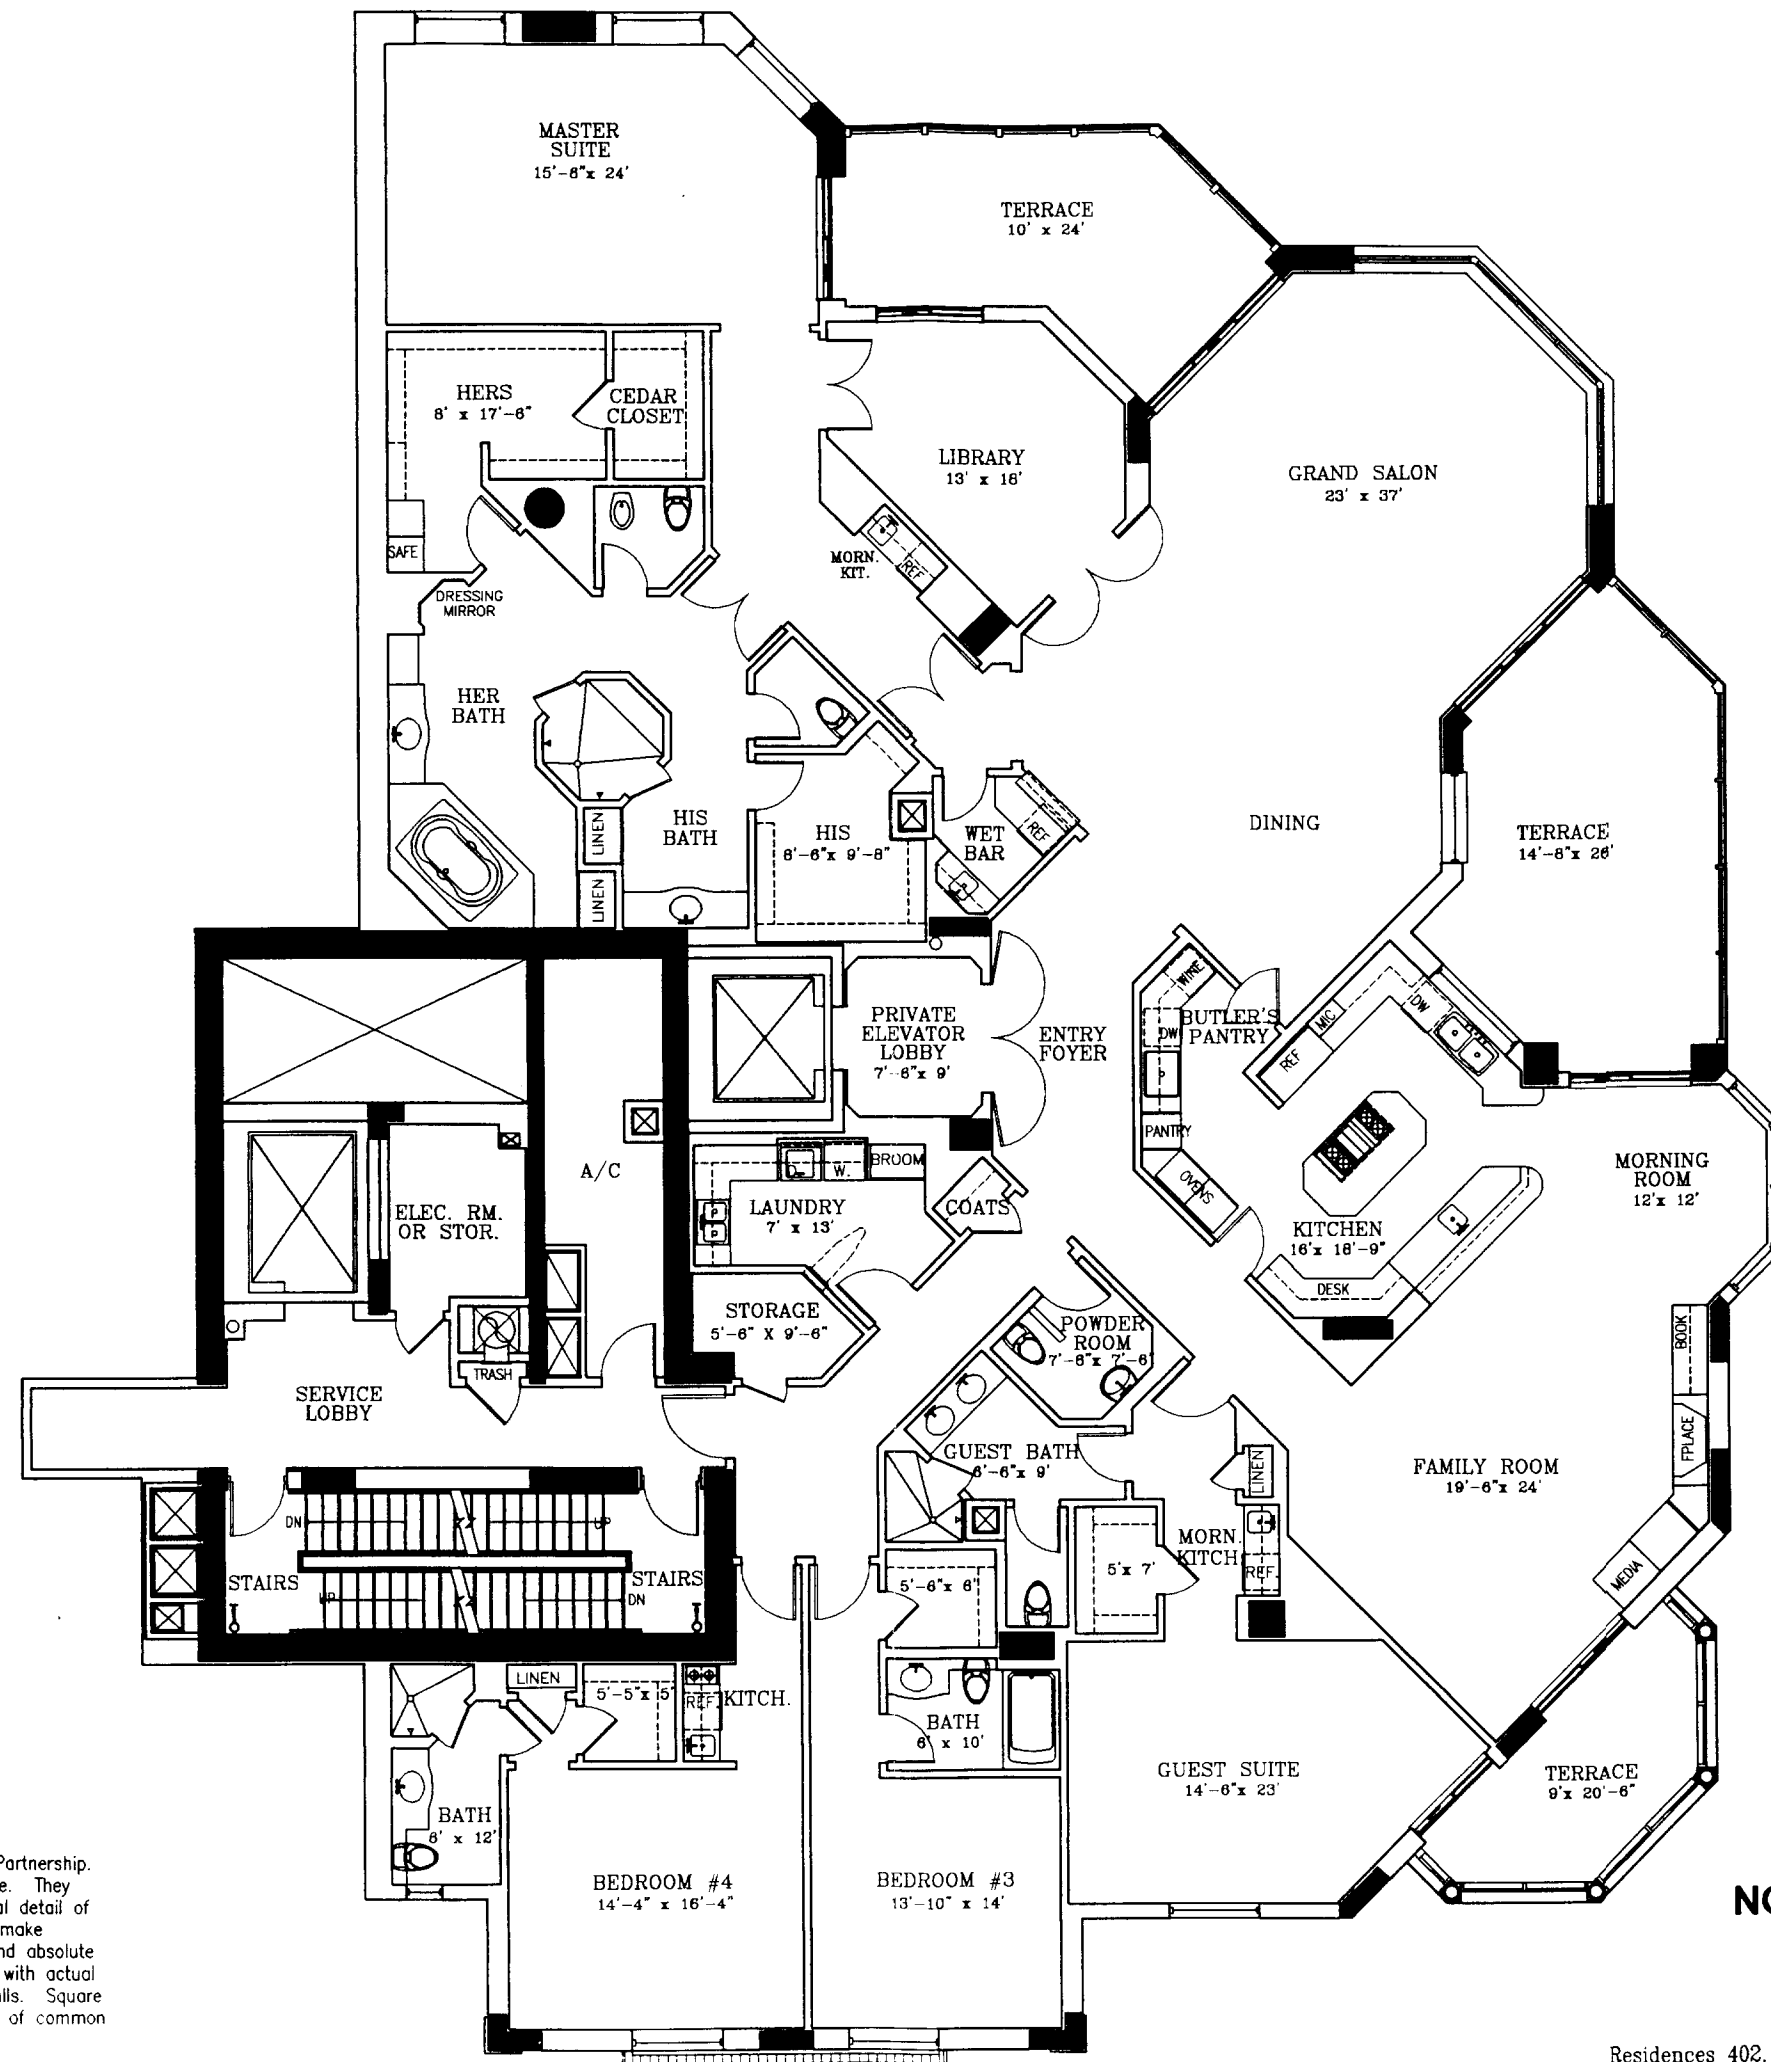 MASTER
SUITE
15'-6"x 24'
TERRACE
10' x 24'
HERS
8' x 17'-6"
CEDAR
CLOSET
LIBRARY
13' x 18'
GRAND SALON
23' x 37'
SAFE
MORN.
KIT.
REF
DRESSING
MIRROR
HER
BATH
LINEN
LINEN
HIS
BATH
HIS
6'-6"x 9'-8"
WET
BAR
REF
DINING
TERRACE
14'-8"x 26'
PRIVATE
ELEVATOR
LOBBY
7'-6"x 9'
ENTRY
FOYER
WINE
DW
BUTLER'S
PANTRY
PANTRY
OVENS
REF
MIC
DW
A/C
W.
BROOM
LAUNDRY
7' x 13'
COATS
ELEC. RM.
OR STOR.
KITCHEN
16'x 18'-9"
DESK
MORNING
ROOM
12'x 12'
STORAGE
5'-6" X 9'-6"
POWDER
ROOM
7'-6"x 7'-6"
TRASH
SERVICE
LOBBY
BOOK
F'PLACE
GUEST BATH
6'-6"x 9'
LINEN
FAMILY ROOM
19'-6"x 24'
DN
UP
STAIRS
UP
STAIRS
DN
5'-6"x 6'
5'x 7'
MORN.
KITCH
REF.
MEDIA
LINEN
5'-5"x 5'
REF
KITCH.
BATH
6' x 10'
GUEST SUITE
14'-6"x 23'
TERRACE
9'x 20'-6"
BATH
8' x 12'
BEDROOM #4
14'-4" x 16'-4"
BEDROOM #3
13'-10" x 14'
Partnership.
e. They
al detail of
make
nd absolute
with actual
lls. Square
of common
NO
Residences 402,